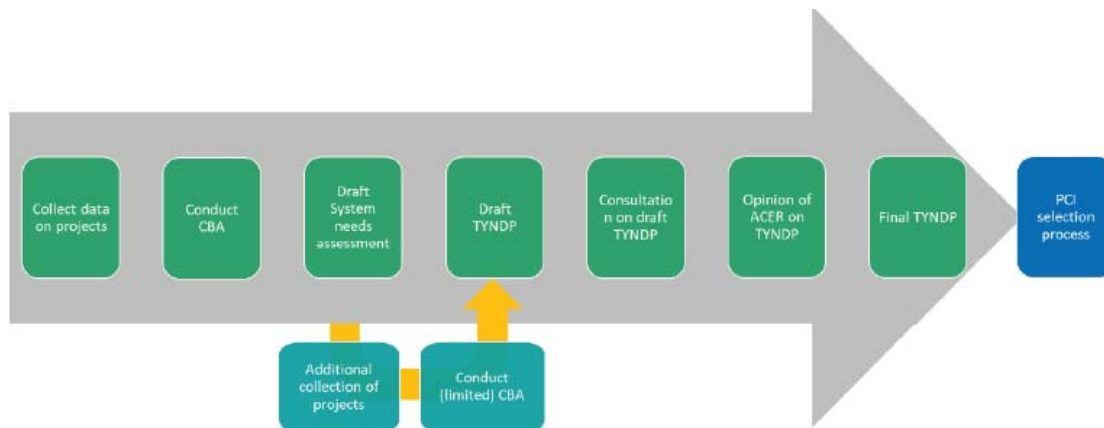 Collect data
on projects
Conduct
CBA
Draft
System
needs
assessment
Draft
TYNDP
Consultatio
n on draft
TYNDP
Opinion of
ACER on
TYNDP
Final TYNDP
PCI
selection
process
Additional
collection of
projects
Conduct
(limited) CBA